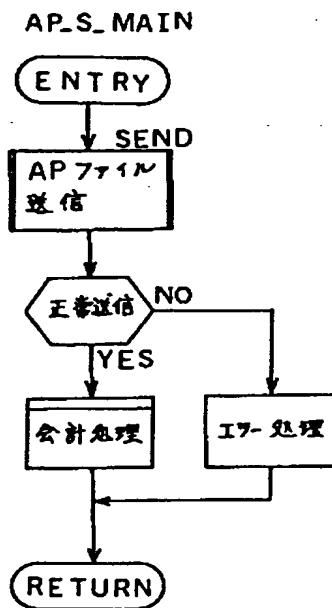 AP_S_MAIN
ENTRY
SEND
APファイル
送信
正常送信
NO
YES
会計処理
エラー処理
RETURN